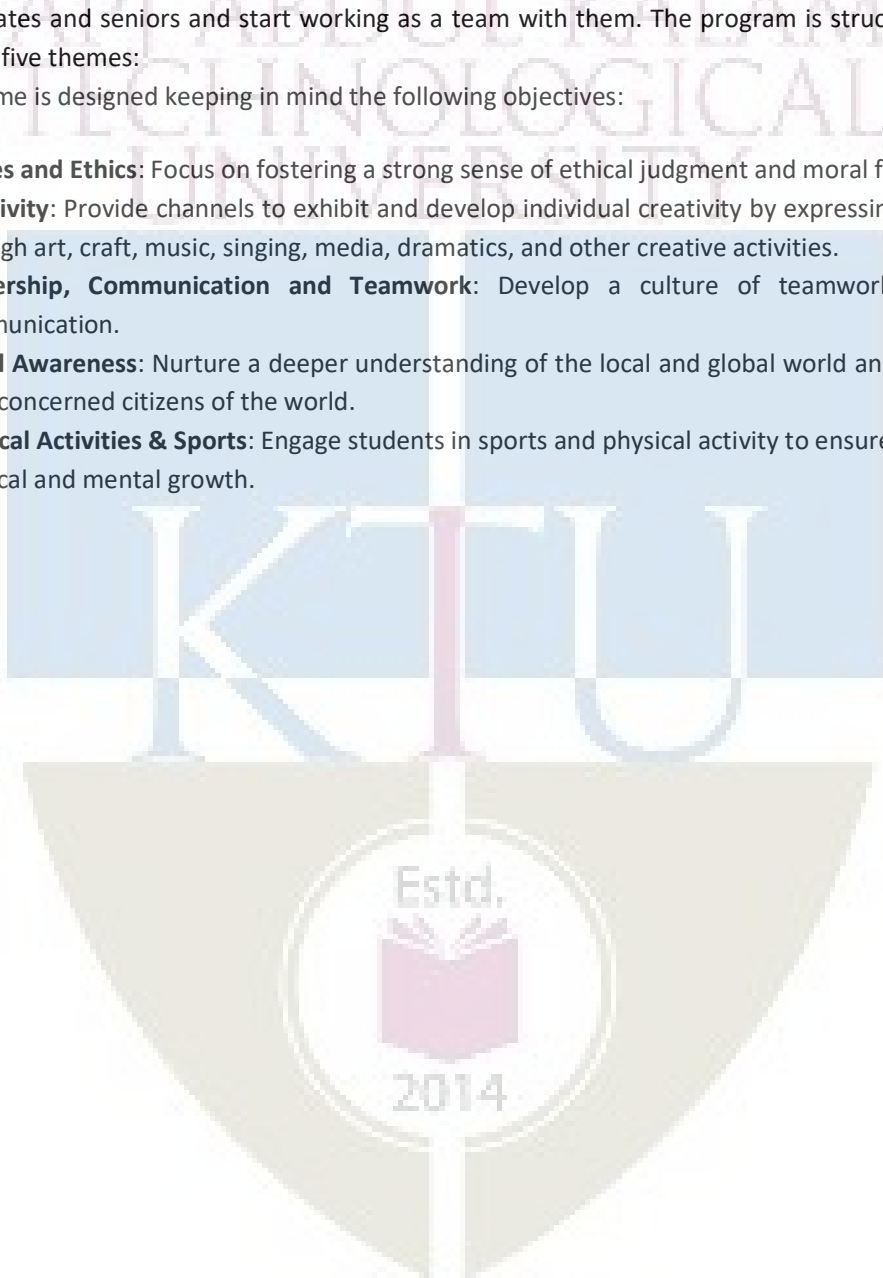 ates and seniors and start working as a team with them. The program is struc
five themes:
me is designed keeping in mind the following objectives:
es and Ethics: Focus on fostering a strong sense of ethical judgment and moral f
ivity: Provide channels to exhibit and develop individual creativity by expressin
gh art, craft, music, singing, media, dramatics, and other creative activities.
ership, Communication and Teamwork: Develop a culture of teamwork
munication.
l Awareness: Nurture a deeper understanding of the local and global world an
concerned citizens of the world.
cal Activities & Sports: Engage students in sports and physical activity to ensure
cal and mental growth.
ABDUL KALAM
TECHNOLOGICAL
UNIVERSITY
KTU
Estd.
2014